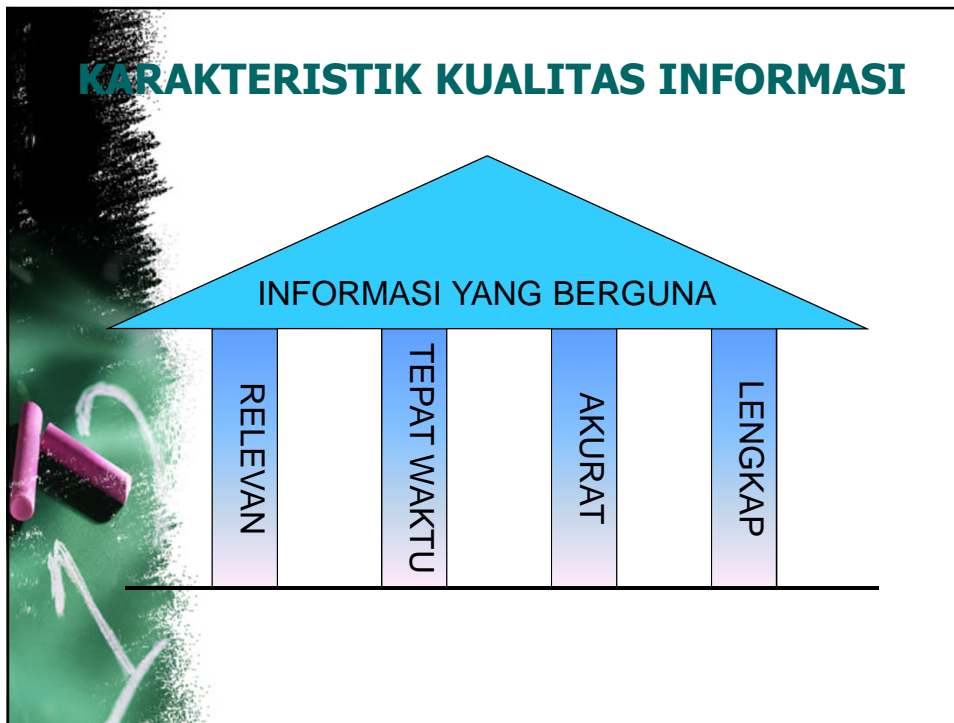 KARAKTERISTIK KUALITAS INFORMASI
INFORMASI YANG BERGUNA
RELEVAN
TEPAT WAKTU
AKURAT
LENGKAP